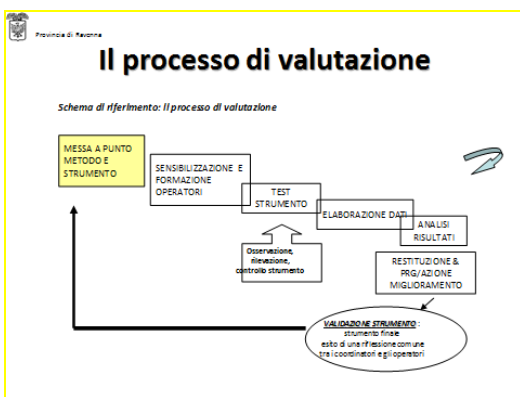 Provincia di Ravenna
Il processo di valutazione
Schema di riferimento: il processo di valutazione
MESSA A PUNTO
METODO E
STRUMENTO
SENSIBILIZZAZIONE E
FORMAZIONE
OPERATORI
TEST
STRUMENTO
ELABORAZIONE DATI
ANALISI
RISULTATI
Osservazione,
rilevazione,
controllo strumento
RESTITUZIONE &
PRG/AZIONE
MIGLIORAMENTO
VALIDAZIONE STRUMENTO :
strumento finale
esito di una riflessione comune
tra i coordinatori e gli operatori